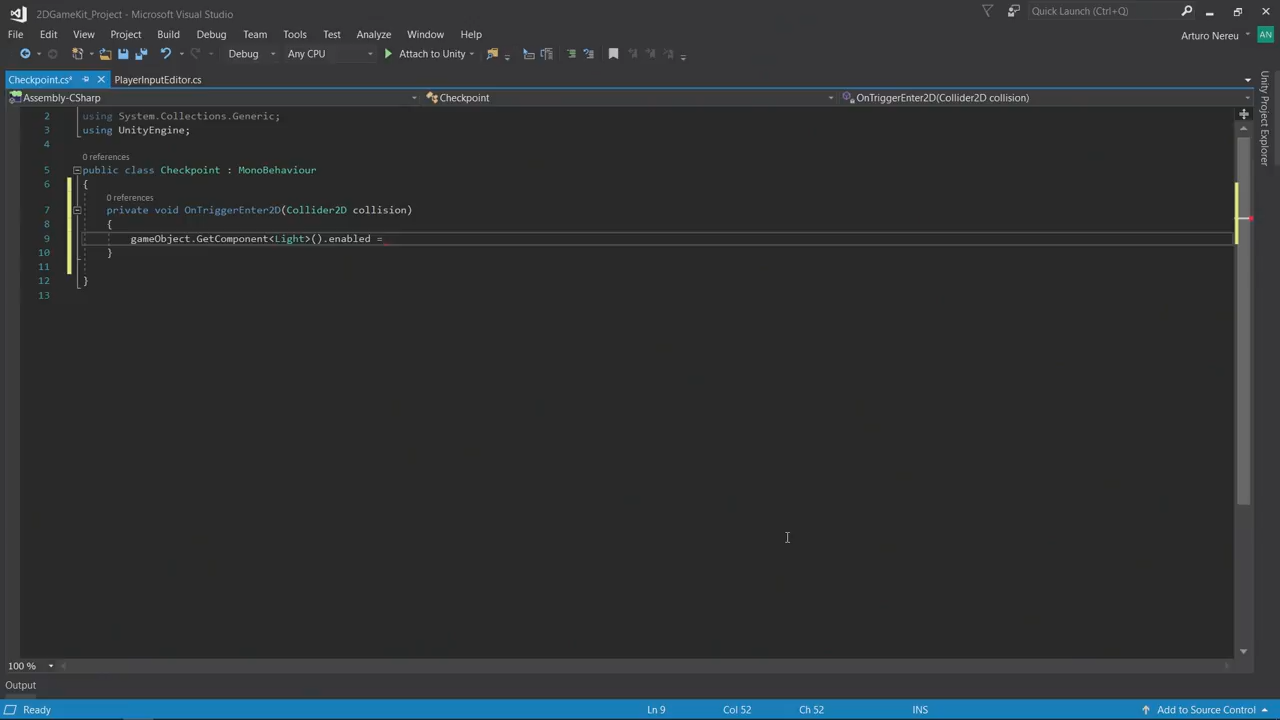 2DGameKit_Project - Microsoft Visual Studio
Quick Launch (Ctrl+Q)
File Edit View Project Build Debug Team Tools Test Analyze Window Help
Arturo Nereu AN
Debug Any CPU Attach to Unity
Checkpoint.cs* PlayerInputEditor.cs
Assembly-CSharp Checkpoint OnTriggerEnter2D(Collider2D collision)
Unity Project Explorer
2 using System.Collections.Generic;
3 using UnityEngine;
4
0 references
5 public class Checkpoint : MonoBehaviour
6 {
0 references
7 private void OnTriggerEnter2D(Collider2D collision)
8 {
9 gameObject.GetComponent<Light>().enabled =
10 }
11
12 }
13
100 %
Output
Ready Ln 9 Col 52 Ch 52 INS Add to Source Control